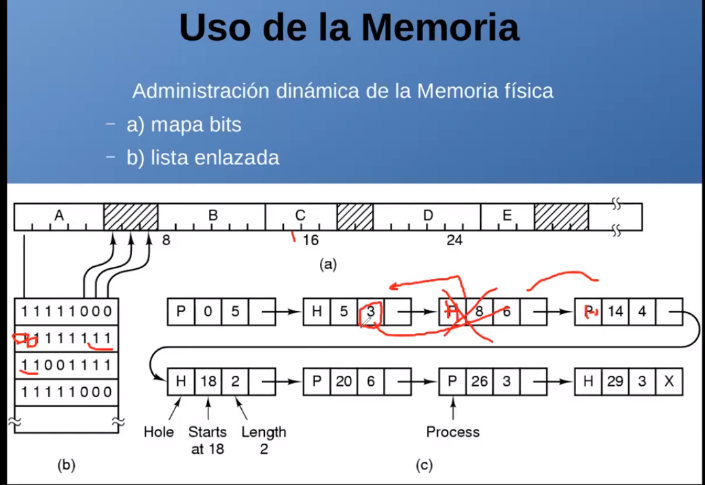 Uso de la Memoria
Administración dinámica de la Memoria física
– a) mapa bits
– b) lista enlazada
A B C D E
8 16 24
(a)
11111000
1111111
11001111
11111000
(b)
P 0 5 H 5 3 8 6 14 4
H 18 2 P 20 6 P 26 3 H 29 3 X
Hole Starts at 18 Length 2 Process
(c)